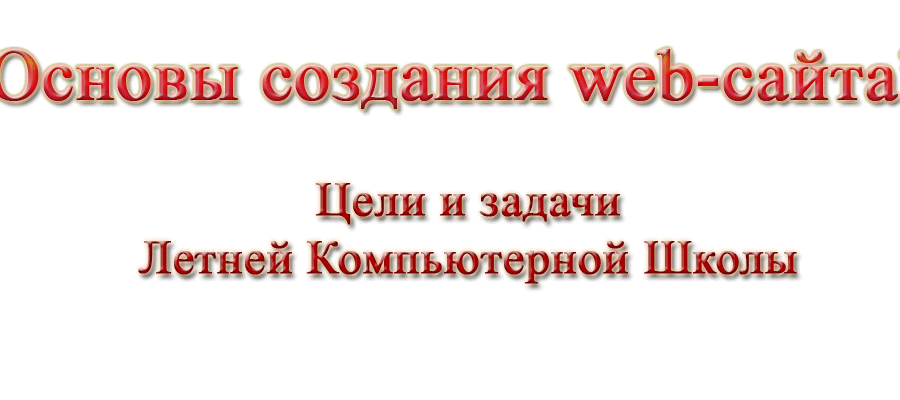 Основы создания web-сайта
Цели и задачи
Летней Компьютерной Школы